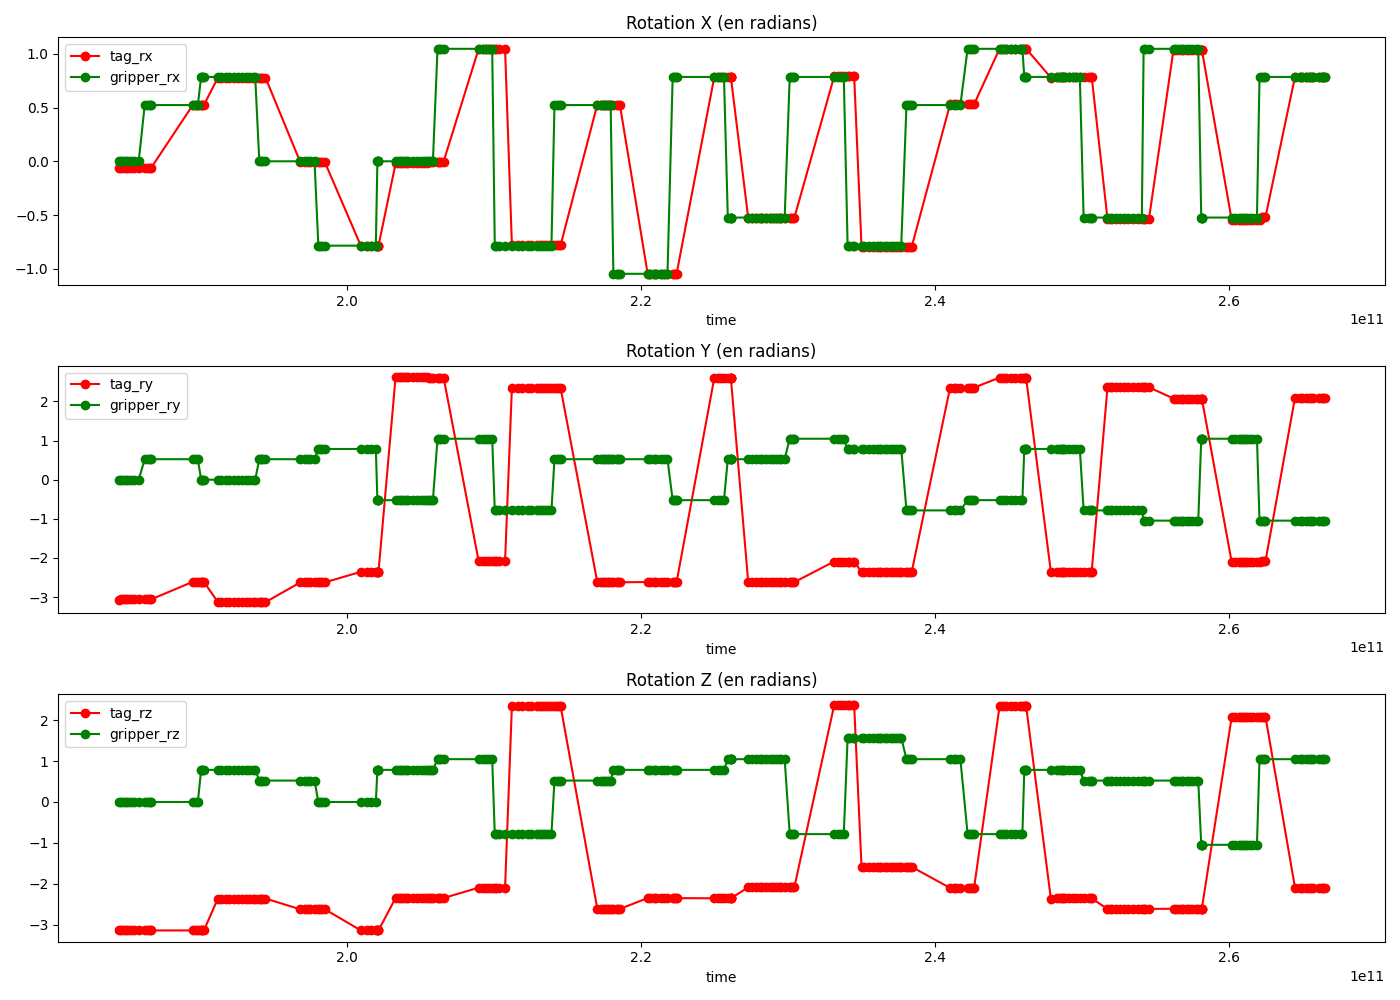 Rotation X (en radians)
tag_rx
gripper_rx
1.0
0.5
0.0
−0.5
−1.0
2.0 2.2 2.4 2.6
time
1e11
Rotation Y (en radians)
tag_ry
gripper_ry
2
1
0
−1
−2
−3
2.0 2.2 2.4 2.6
time
1e11
Rotation Z (en radians)
tag_rz
gripper_rz
2
1
0
−1
−2
−3
2.0 2.2 2.4 2.6
time
1e11